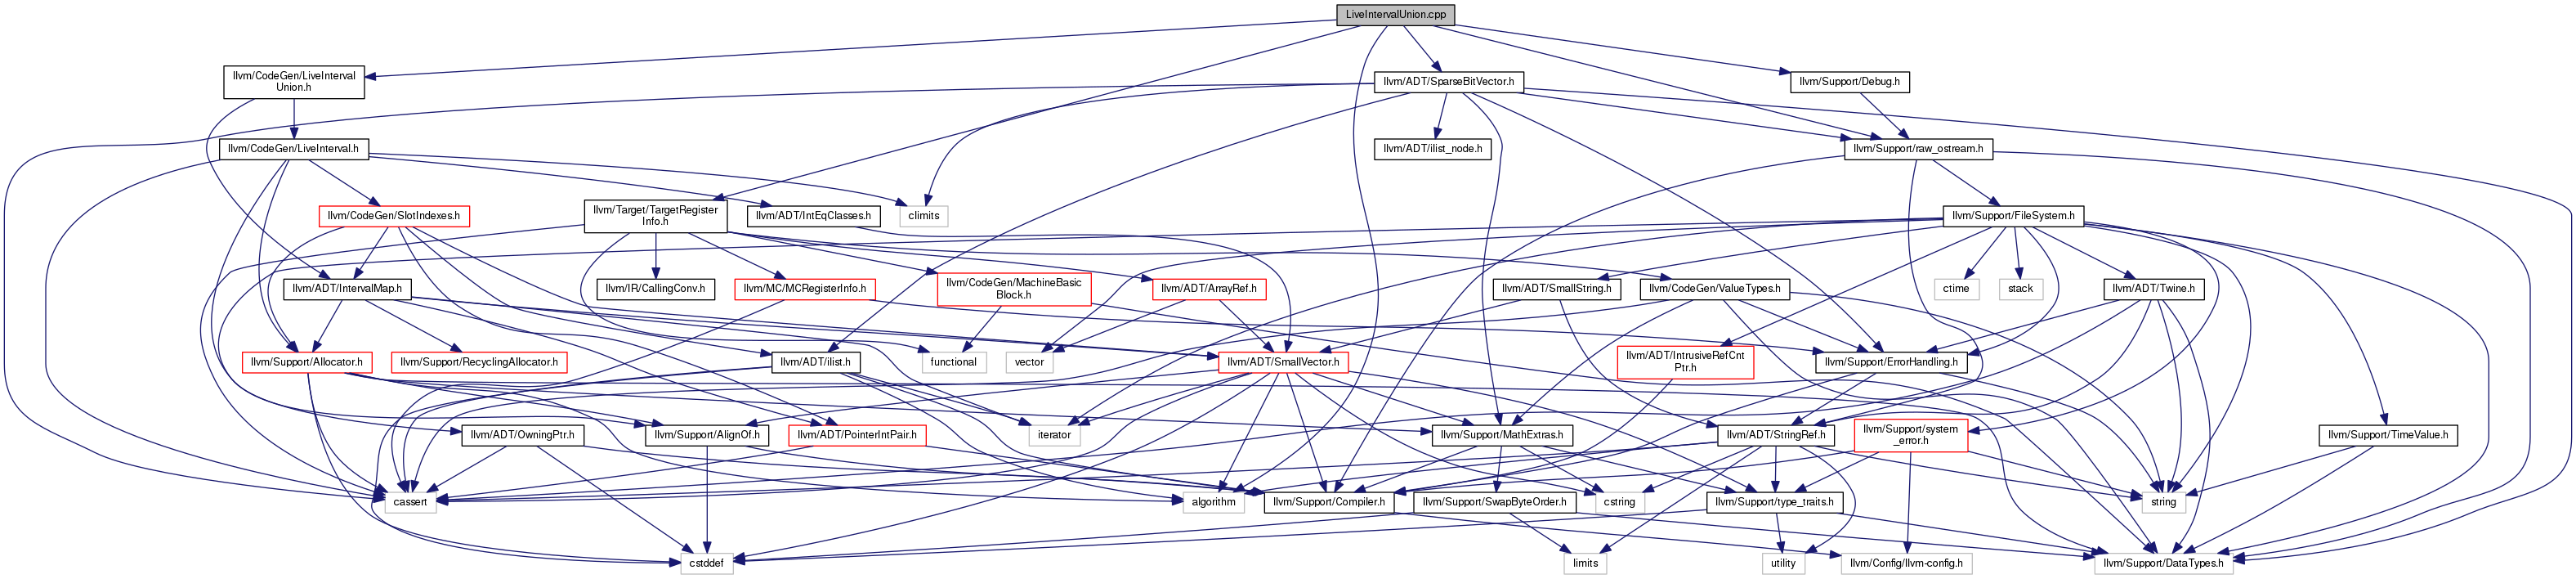 LiveIntervalUnion.cpp
llvm/CodeGen/LiveInterval
Union.h
llvm/ADT/SparseBitVector.h
llvm/Support/Debug.h
llvm/CodeGen/LiveInterval.h
llvm/ADT/ilist_node.h
llvm/Support/raw_ostream.h
llvm/CodeGen/SlotIndexes.h
llvm/Target/TargetRegister
Info.h
llvm/ADT/IntEqClasses.h
climits
llvm/Support/FileSystem.h
llvm/ADT/IntervalMap.h
llvm/IR/CallingConv.h
llvm/MC/MCRegisterInfo.h
llvm/CodeGen/MachineBasic
Block.h
llvm/ADT/ArrayRef.h
llvm/ADT/SmallString.h
llvm/CodeGen/ValueTypes.h
ctime
stack
llvm/ADT/Twine.h
llvm/Support/Allocator.h
llvm/Support/RecyclingAllocator.h
llvm/ADT/ilist.h
functional
vector
llvm/ADT/SmallVector.h
llvm/ADT/IntrusiveRefCnt
Ptr.h
llvm/Support/ErrorHandling.h
llvm/ADT/OwningPtr.h
llvm/Support/AlignOf.h
llvm/ADT/PointerIntPair.h
iterator
llvm/Support/MathExtras.h
llvm/ADT/StringRef.h
llvm/Support/system
_error.h
llvm/Support/TimeValue.h
cassert
algorithm
llvm/Support/Compiler.h
llvm/Support/SwapByteOrder.h
cstring
llvm/Support/type_traits.h
string
cstddef
limits
utility
llvm/Config/llvm-config.h
llvm/Support/DataTypes.h